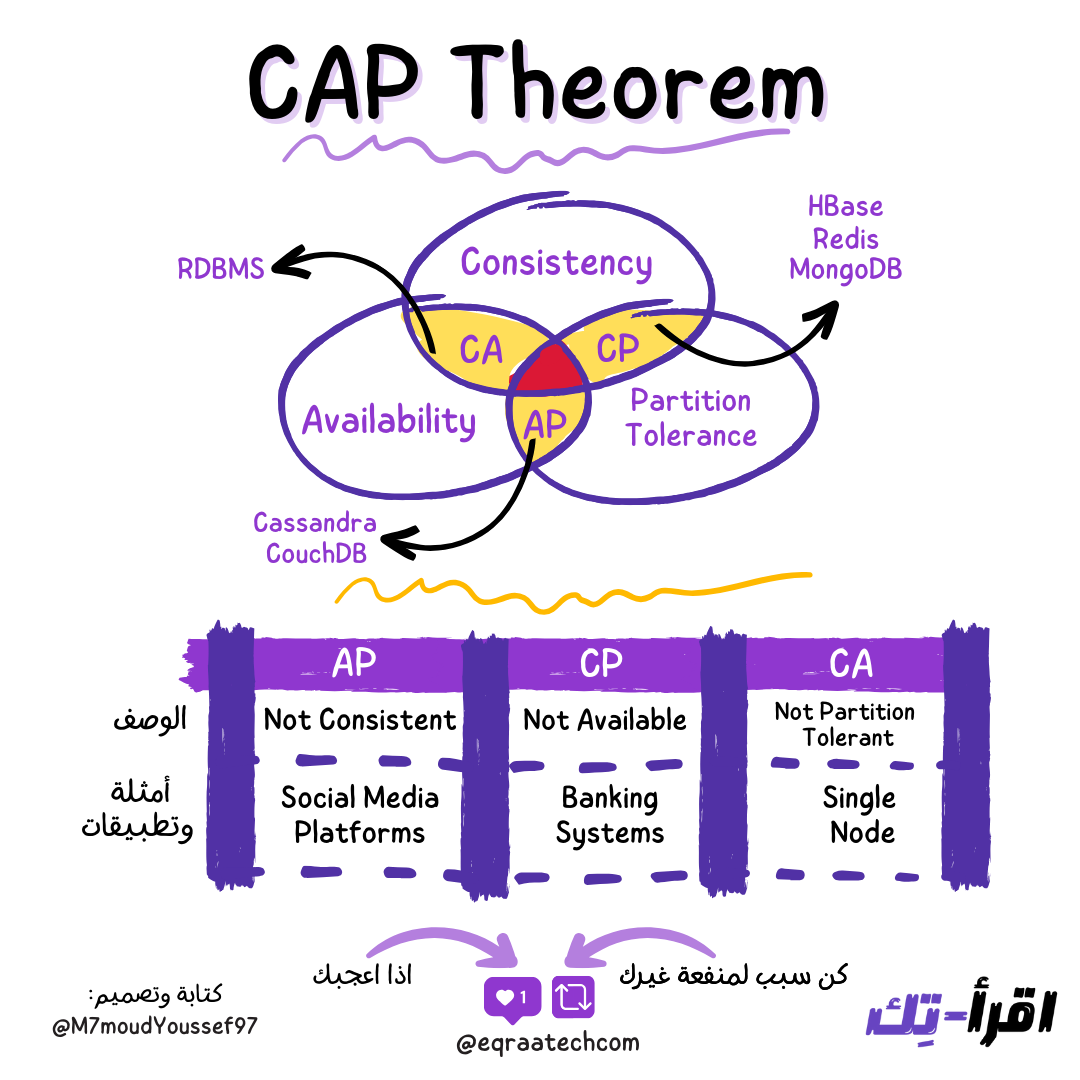 CAP Theorem
HBase
Redis
MongoDB
RDBMS
Consistency
CA
CP
Availability
Partition
Tolerance
AP
Cassandra
CouchDB
AP
CP
CA
الوصف
Not Consistent
Not Available
Not Partition
Tolerant
أمثلة
وتطبيقات
Social Media
Platforms
Banking
Systems
Single
Node
اذا اعجبك
كن سبب لمنفعة غيرك
1
كتابة وتصميم:
@M7moudYoussef97
@eqraatechcom
اقرأ-تِك